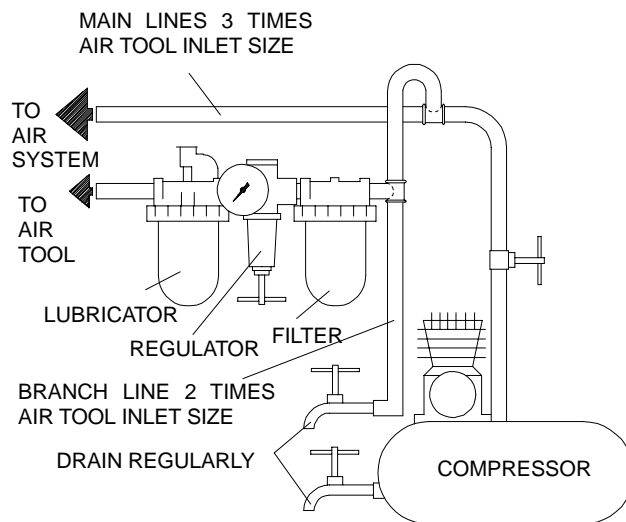 MAIN LINES 3 TIMES
AIR TOOL INLET SIZE
TO
AIR
SYSTEM
TO
AIR
TOOL
LUBRICATOR
REGULATOR
FILTER
BRANCH LINE 2 TIMES
AIR TOOL INLET SIZE
DRAIN REGULARLY
COMPRESSOR